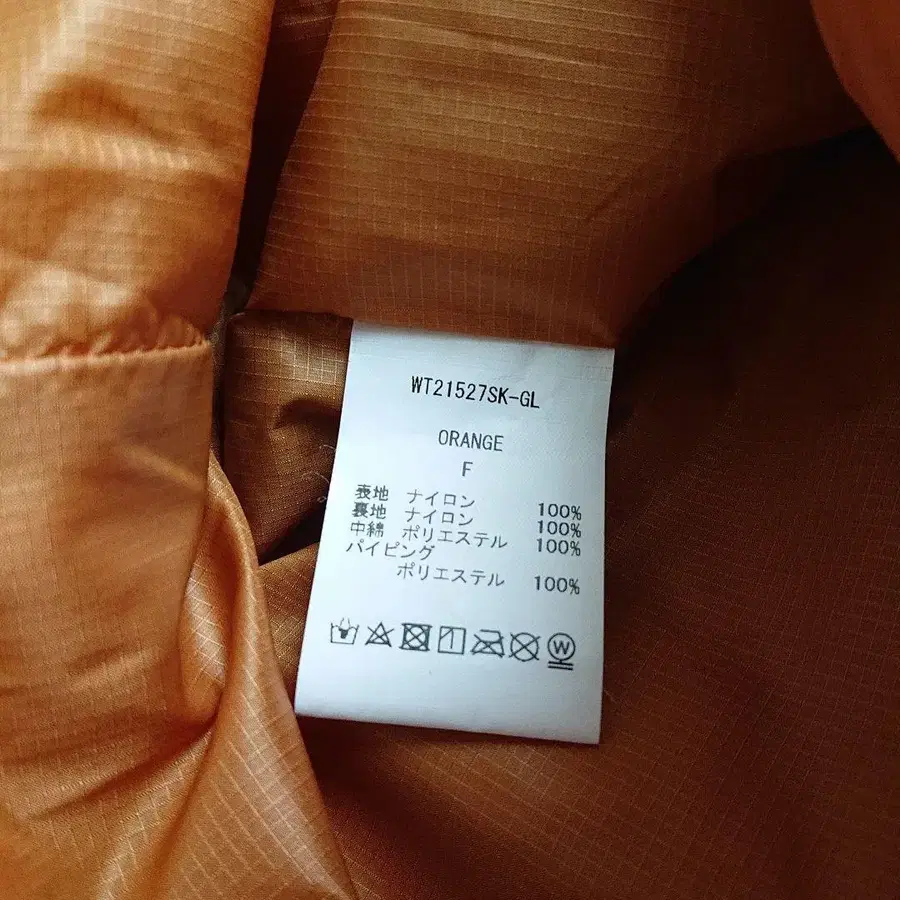 WT21527SK-GL
ORANGE
F
表地 ナイロン 100%
裏地 ナイロン 100%
中綿 ポリエステル 100%
パイピング
ポリエステル 100%
W